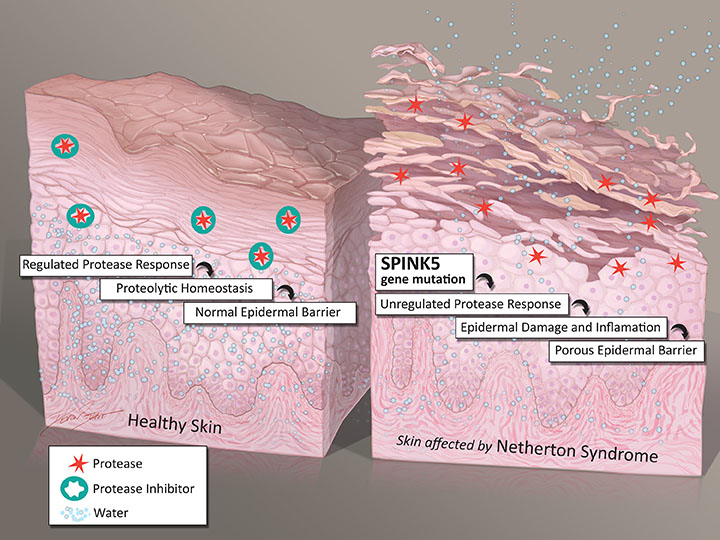 Regulated Protease Response
Proteolytic Homeostasis
Normal Epidermal Barrier
SPINK5
gene mutation
Unregulated Protease Response
Epidermal Damage and Inflamation
Porous Epidermal Barrier
Healthy Skin
Skin affected by Netherton Syndrome
Protease
Protease Inhibitor
Water